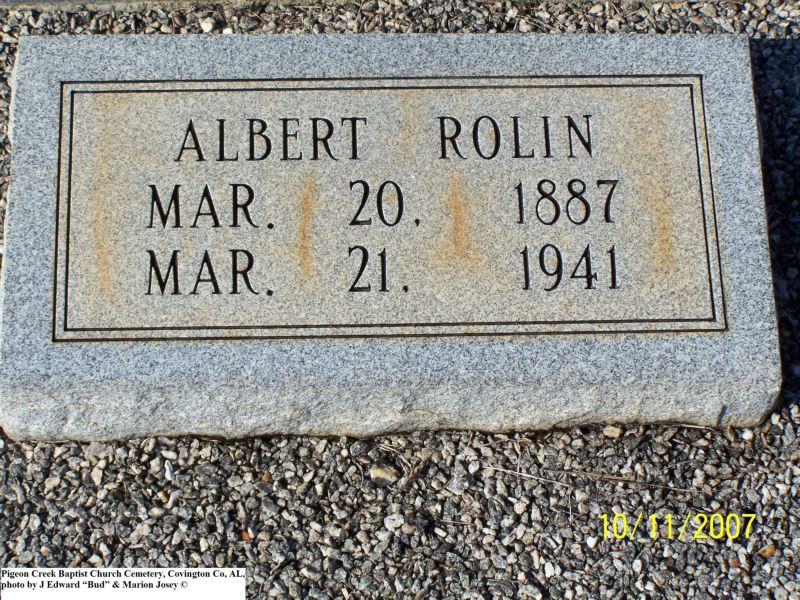 ALBERT ROLIN
MAR. 20, 1887
MAR. 21, 1941
10/11/2007
Pigeon Creek Baptist Church Cemetery, Covington Co, AL,
photo by J Edward “Bud” & Marion Josey ©